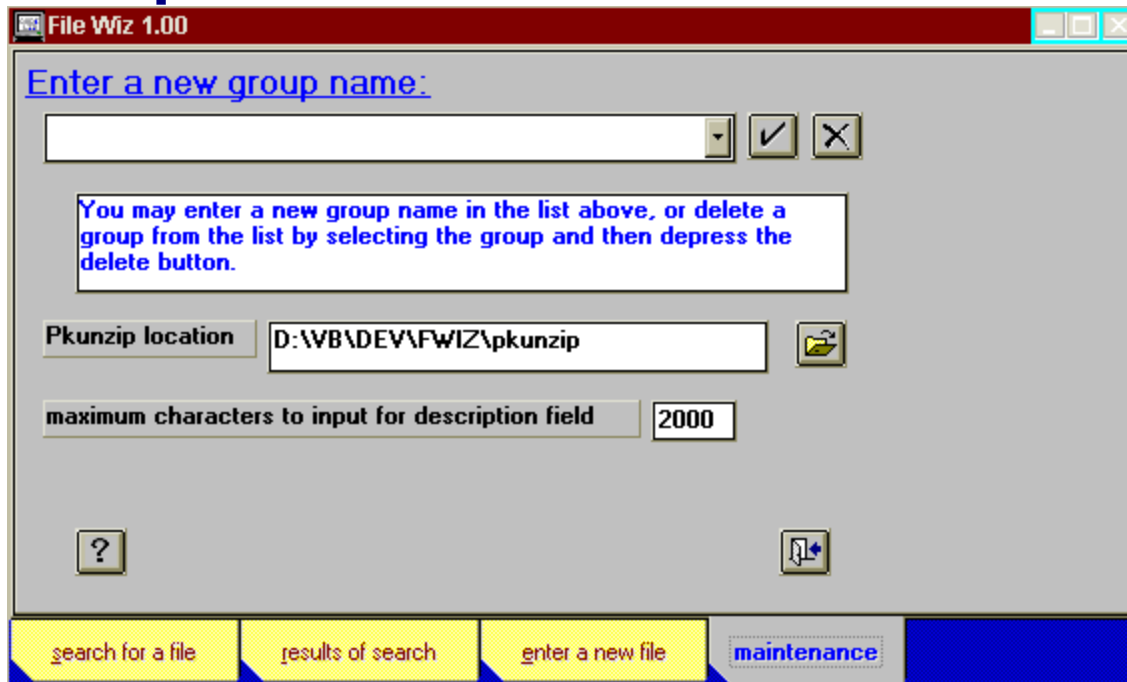 File Wiz 1.00
Enter a new group name:
You may enter a new group name in the list above, or delete a
group from the list by selecting the group and then depress the
delete button.
Pkunzip location
D:\VB\DEV\FWIZ\pkunzip
maximum characters to input for description field
2000
?
search for a file
results of search
enter a new file
maintenance